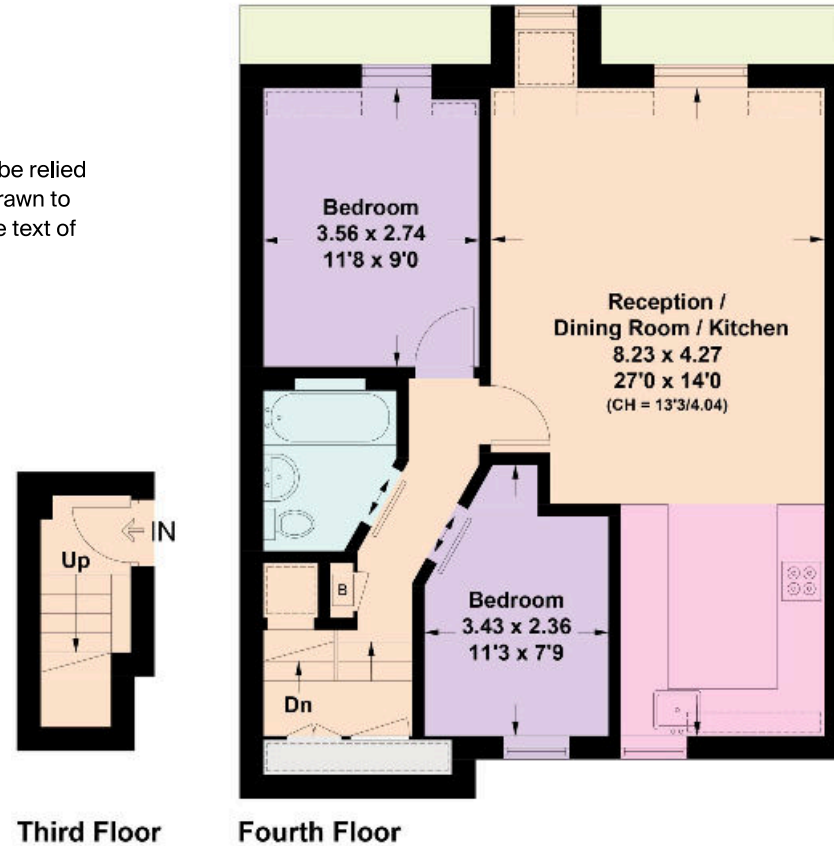 be relied
rawn to
e text of
Bedroom
3.56 x 2.74
11'8 x 9'0
Reception /
Dining Room / Kitchen
8.23 x 4.27
27'0 x 14'0
(CH = 13'3/4.04)
IN
Up
B
Bedroom
3.43 x 2.36
11'3 x 7'9
Dn
Third Floor
Fourth Floor